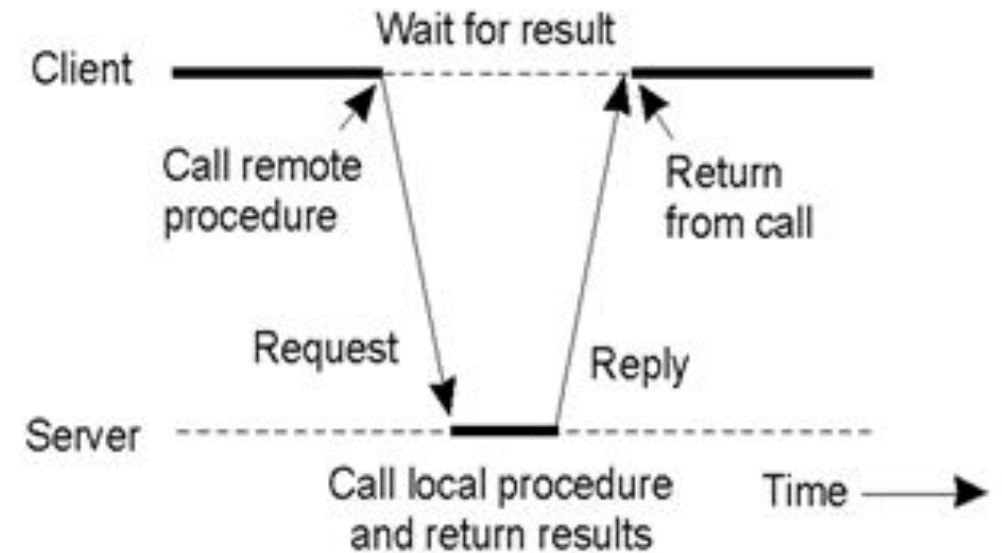 Wait for result
Client
Call remote
procedure
Return
from call
Request
Reply
Server
Call local procedure
and return results
Time